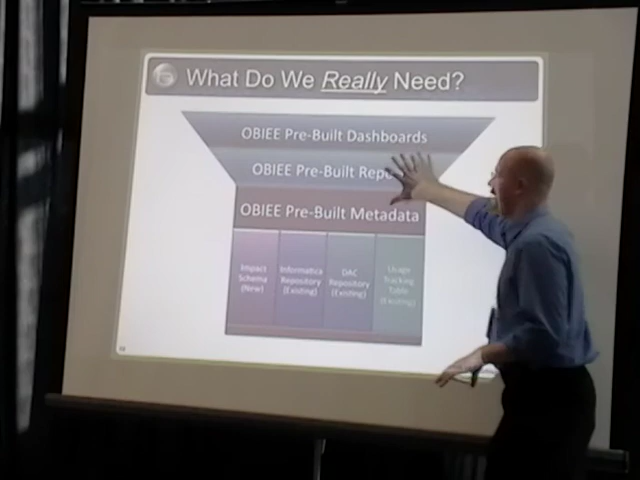 What Do We Really Need?
OBIEE Pre-Built Dashboards
OBIEE Pre-Built Repo
OBIEE Pre-Built Metadata
Impact
Schema
(New)
Informatica
Repository
(Existing)
DAC
Repository
(Existing)
Usage
Tracking
Table
(Existing)